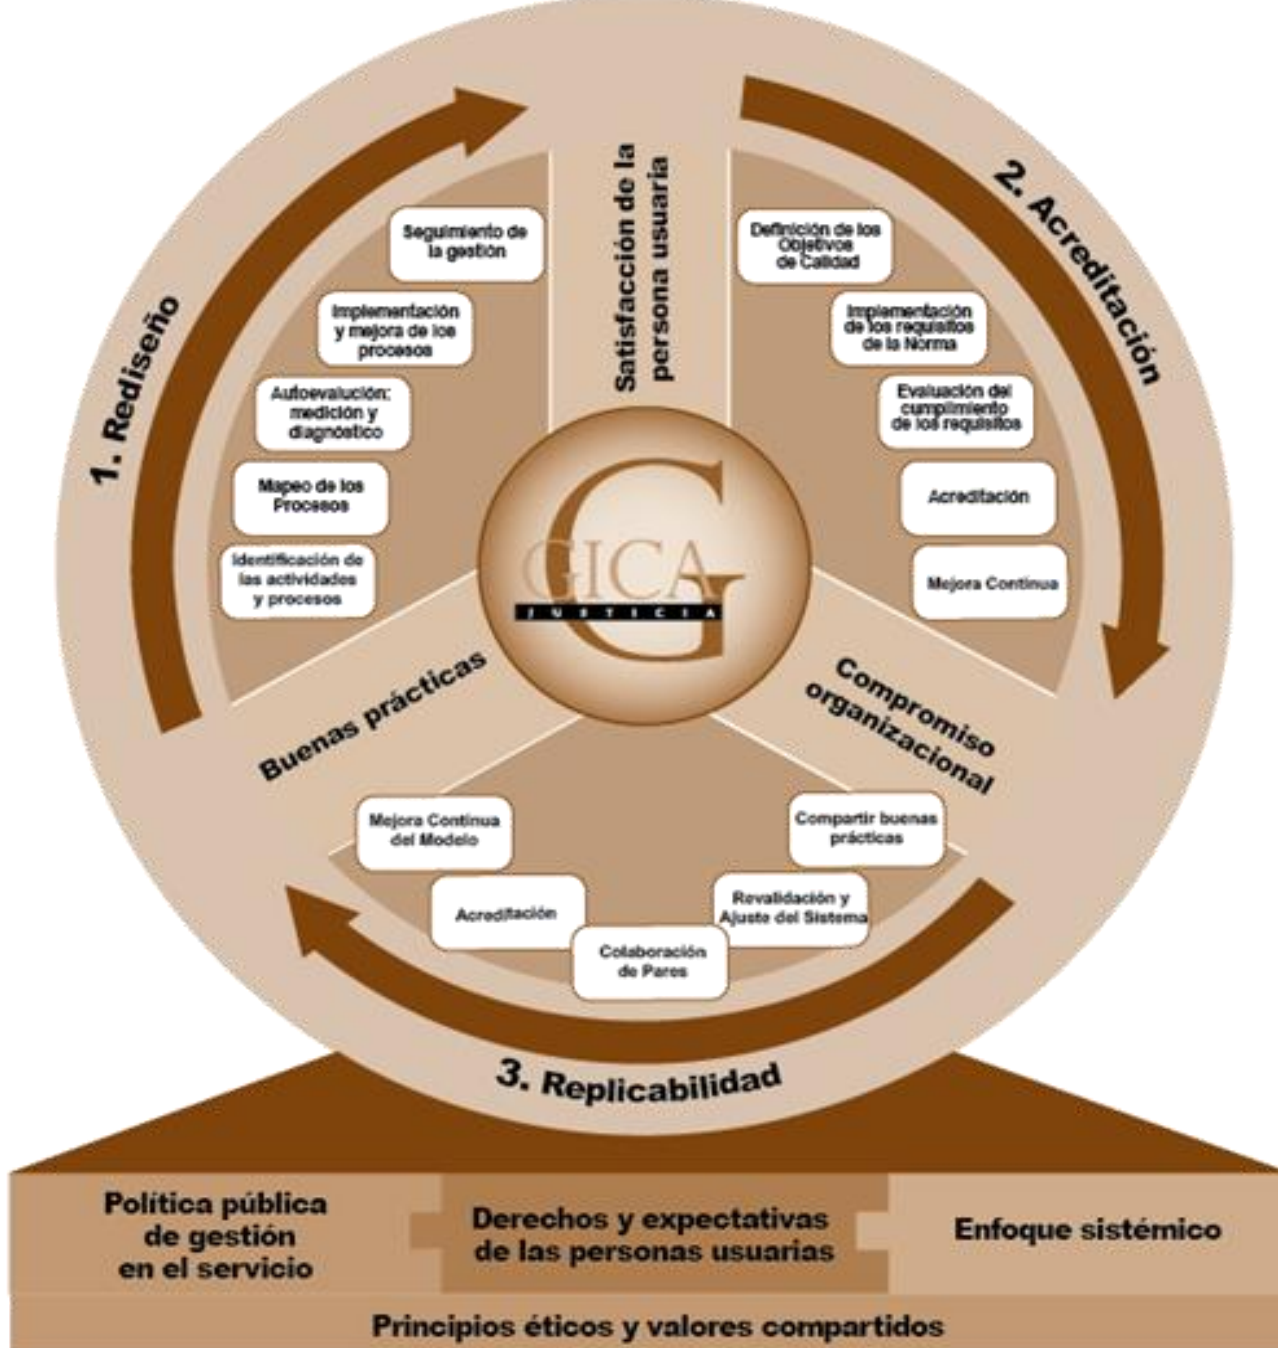 Satisfacción de la
persona usuaria
1. Rediseño
Seguimiento de
la gestión
Implementación
y mejora de los
procesos
Autoevalución:
medición y
diagnóstico
Mapeo de los
Procesos
Identificación de
las actividades
y procesos
2. Acreditación
Definición de los
Objetivos
de Calidad
Implementación
de los requisitos
de la Norma
Evaluación del
cumplimiento
de los requisitos
Acreditación
Mejora Continua
G
GICA
JUSTICIA
Buenas prácticas
Compromiso
organizacional
Mejora Continua
del Modelo
Acreditación
Colaboración
de Pares
Revalidación y
Ajuste del Sistema
Compartir buenas
prácticas
3. Replicabilidad
Política pública
de gestión
en el servicio
Derechos y expectativas
de las personas usuarias
Enfoque sistémico
Principios éticos y valores compartidos